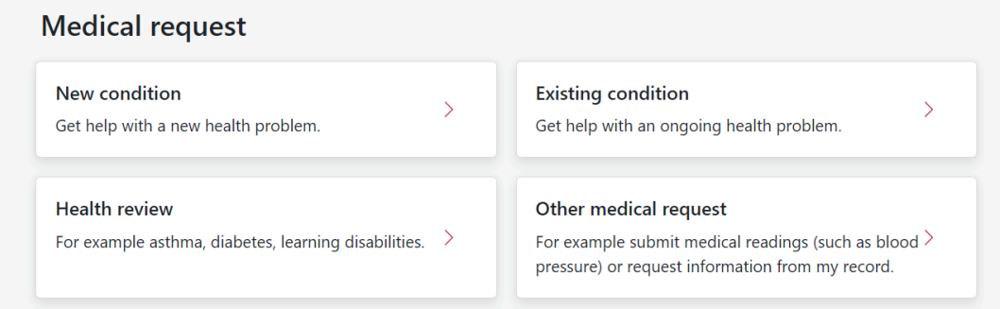 Medical request
New condition
Get help with a new health problem.
Existing condition
Get help with an ongoing health problem.
Health review
For example asthma, diabetes, learning disabilities.
Other medical request
For example submit medical readings (such as blood
pressure) or request information from my record.